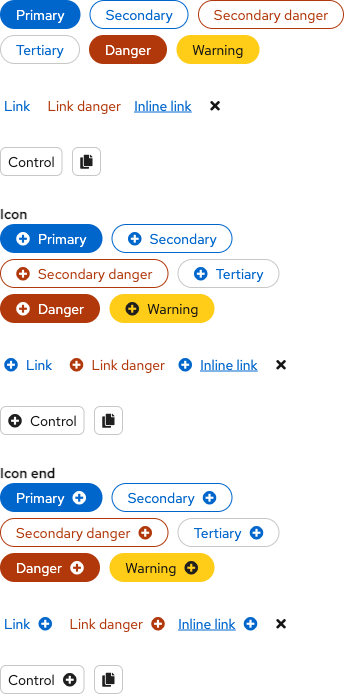 Primary Secondary Secondary danger
Tertiary Danger Warning
Link Link danger Inline link
Control
Icon
Primary Secondary
Secondary danger Tertiary
Danger Warning
Link Link danger Inline link
Control
Icon end
Primary Secondary
Secondary danger Tertiary
Danger Warning
Link Link danger Inline link
Control